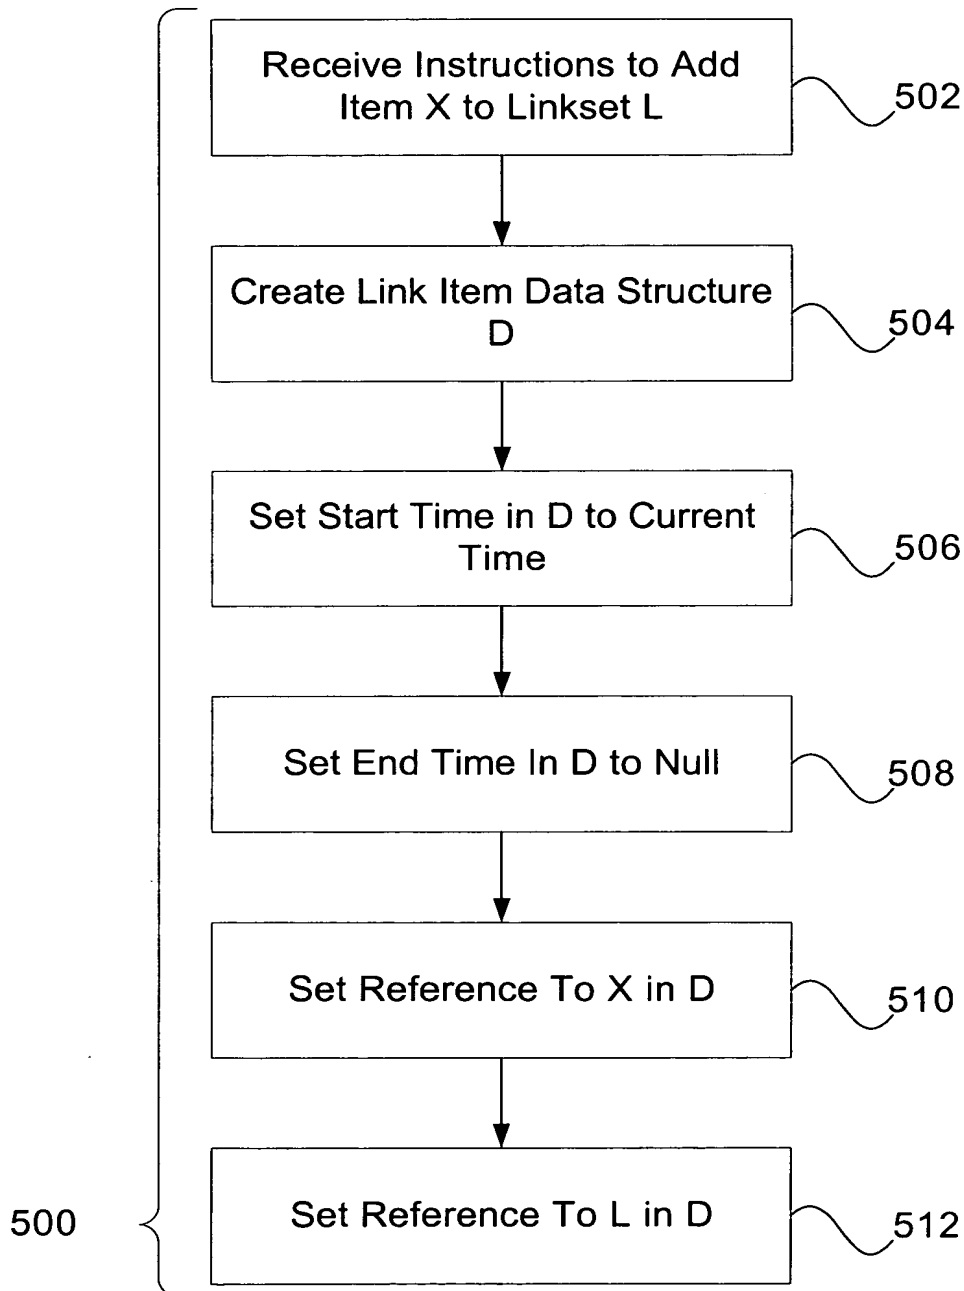 Receive Instructions to Add
Item X to Linkset L
502
Create Link Item Data Structure
D
504
Set Start Time in D to Current
Time
506
Set End Time In D to Null
508
Set Reference To X in D
510
Set Reference To L in D
512
500